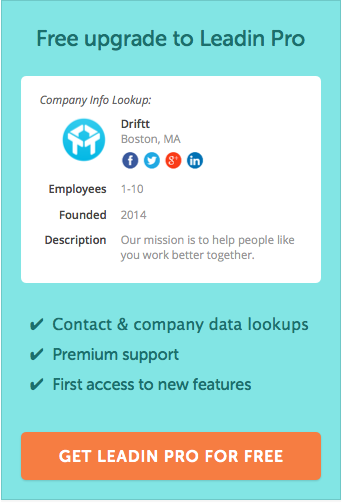 Free upgrade to Leadin Pro
Company Info Lookup:
Driftt
Boston, MA
Employees 1-10
Founded 2014
Description Our mission is to help people like
you work better together.
✔ Contact & company data lookups
✔ Premium support
✔ First access to new features
GET LEADIN PRO FOR FREE